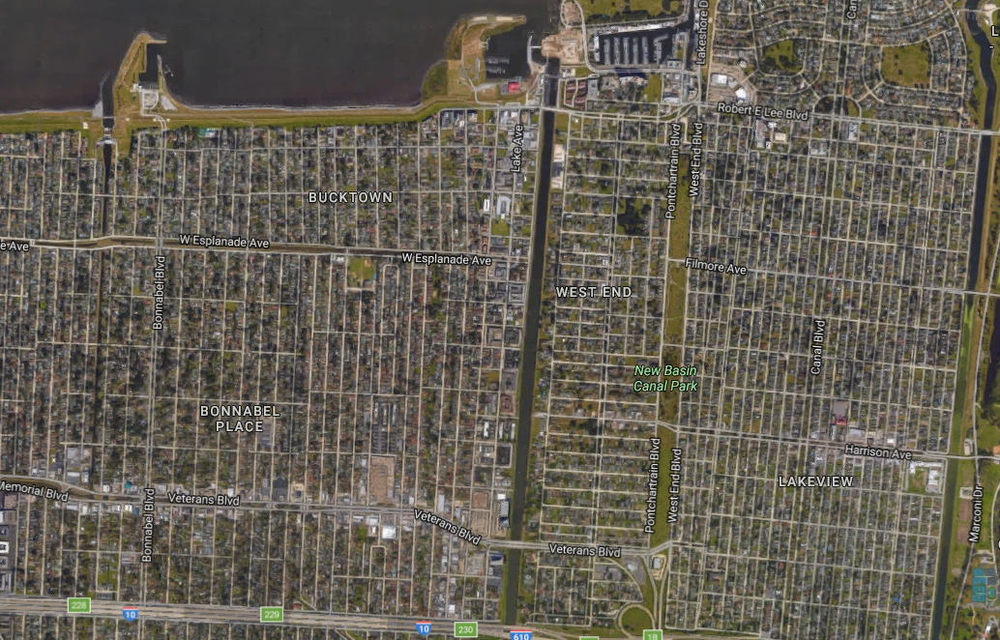 Lakeshore D
Can
L
Robert E Lee Blvd
Lake Ave
Pontchartrain Blvd
West End Blvd
BUCKTOWN
e Ave
W Esplanade Ave
W Esplanade Ave
Filmore Ave
Bonnabel Blvd
WEST END
Canal Blvd
New Basin
Canal Park
BONNABEL
PLACE
Harrison Ave
LAKEVIEW
Pontchartrain Blvd
West End Blvd
Memorial Blvd
Veterans Blvd
Bonnabel Blvd
Veterans Blvd
Veterans Blvd
Marconi Dr
228
10
229
10
230
610
1B